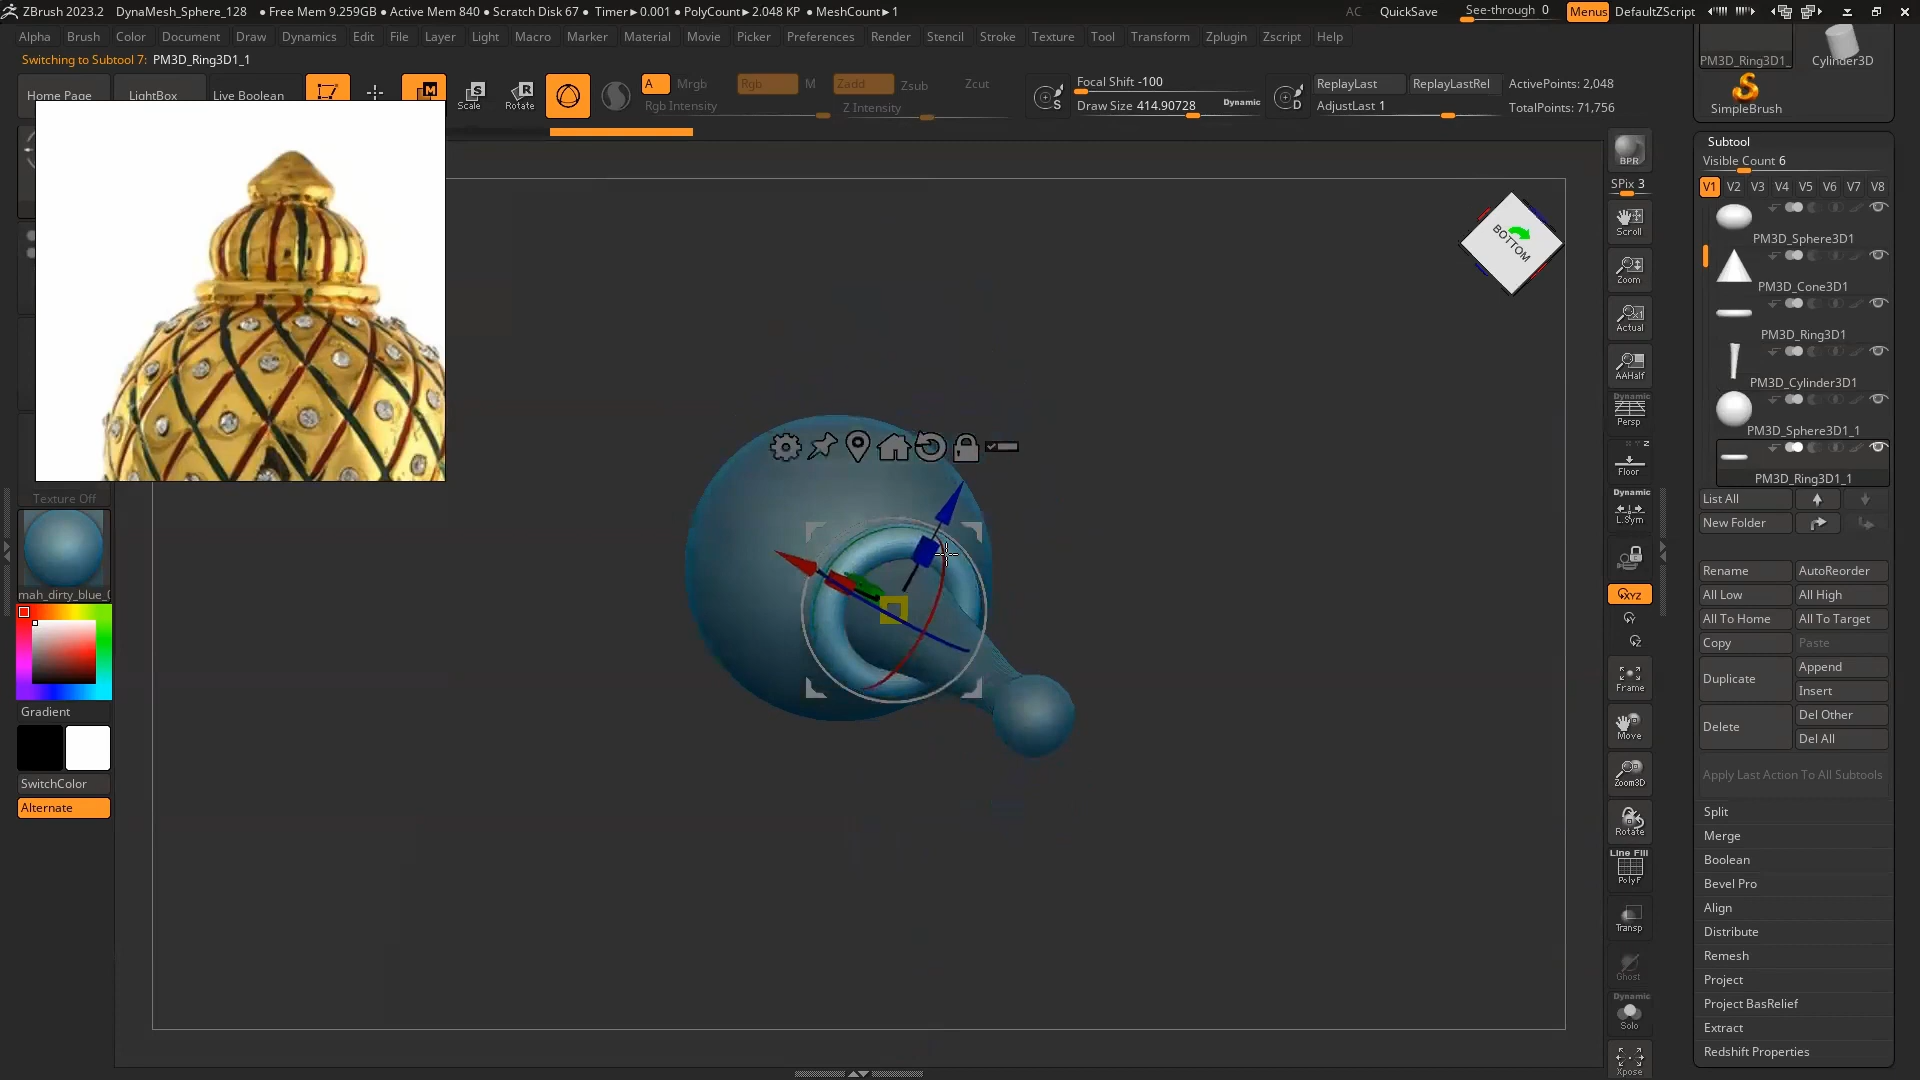 ZBrush 2023.2 DynaMesh_Sphere_128 ● Free Mem 9.259GB ● Active Mem 840 ● Scratch Disk 67 ● Timer►0.001 ● PolyCount►2.048 KP ● MeshCount►1 AC QuickSave See-through 0 Menus DefaultZScript
Alpha Brush Color Document Draw Dynamics Edit File Layer Light Macro Marker Material Movie Picker Preferences Render Stencil Stroke Texture Tool Transform Zplugin Zscript Help
Switching to Subtool 7: PM3D_Ring3D1_1
Home Page LightBox Live Boolean
M
Scale Rotate
A Mrgb Rgb M Zadd Zsub Zcut
Rgb Intensity Z Intensity
Focal Shift -100
Draw Size 414.90728 Dynamic
S
D
ReplayLast ReplayLastRel
AdjustLast 1
ActivePoints: 2,048
TotalPoints: 71,756
PM3D_Ring3D1_ Cylinder3D
SimpleBrush
Subtool
Visible Count 6
V1 V2 V3 V4 V5 V6 V7 V8
PM3D_Sphere3D1
PM3D_Cone3D1
PM3D_Ring3D1
PM3D_Cylinder3D1
PM3D_Sphere3D1_1
PM3D_Ring3D1_1
List All
New Folder
Rename AutoReorder
All Low All High
All To Home All To Target
Copy Paste
Duplicate Append
Insert
Delete Del Other
Del All
Apply Last Action To All Subtools
Split
Merge
Boolean
Bevel Pro
Align
Distribute
Remesh
Project
Project BasRelief
Extract
Redshift Properties
BPR
SPix 3
Scroll
Zoom
Actual
AAHalf
Dynamic
Persp
Floor
Dynamic
L.Sym
XYZ
Frame
Move
Zoom3D
Rotate
Line Fill
PolyF
Transp
Ghost
Dynamic
Solo
Xpose
BOTTOM
Texture Off
mah_dirty_blue_
Gradient
SwitchColor
Alternate